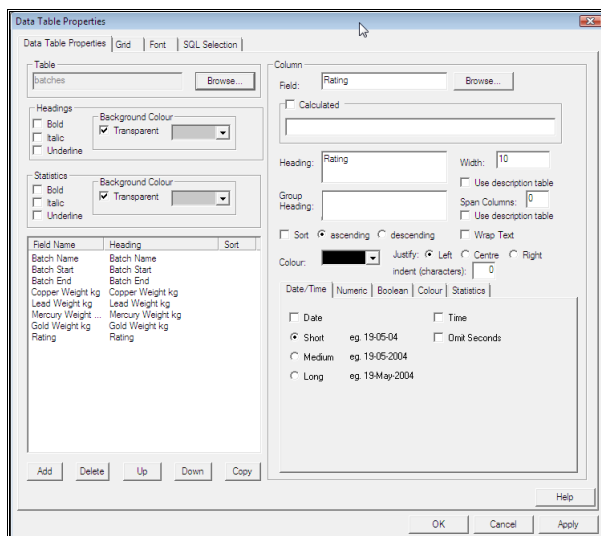 Data Table Properties
Data Table Properties Grid Font SQL Selection
Table
batches Browse...
Headings
Bold
Italic
Underline
Background Colour
Transparent
Statistics
Bold
Italic
Underline
Background Colour
Transparent
Field Name Heading Sort
Batch Name Batch Name
Batch Start Batch Start
Batch End Batch End
Copper Weight kg Copper Weight kg
Lead Weight kg Lead Weight kg
Mercury Weight ... Mercury Weight kg
Gold Weight kg Gold Weight kg
Rating Rating
Add Delete Up Down Copy
Column
Field: Rating Browse...
Calculated
Heading: Rating Width: 10
Use description table
Group Heading: Span Columns: 0
Use description table
Sort ascending descending Wrap Text
Colour: Justify: Left Centre Right
indent (characters): 0
Date/Time Numeric Boolean Colour Statistics
Date Time
Short eg. 19-05-04 Omit Seconds
Medium eg. 19-05-2004
Long eg. 19-May-2004
Help
OK Cancel Apply